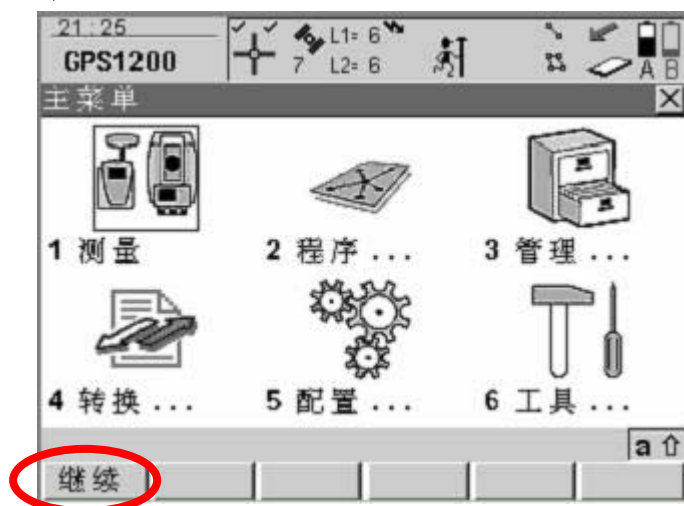 21:25
GPS1200
L1= 6
7 L2= 6
A B
主菜单
1 测量
2 程序...
3 管理...
4 转换...
5 配置...
6 工具...
a
继续